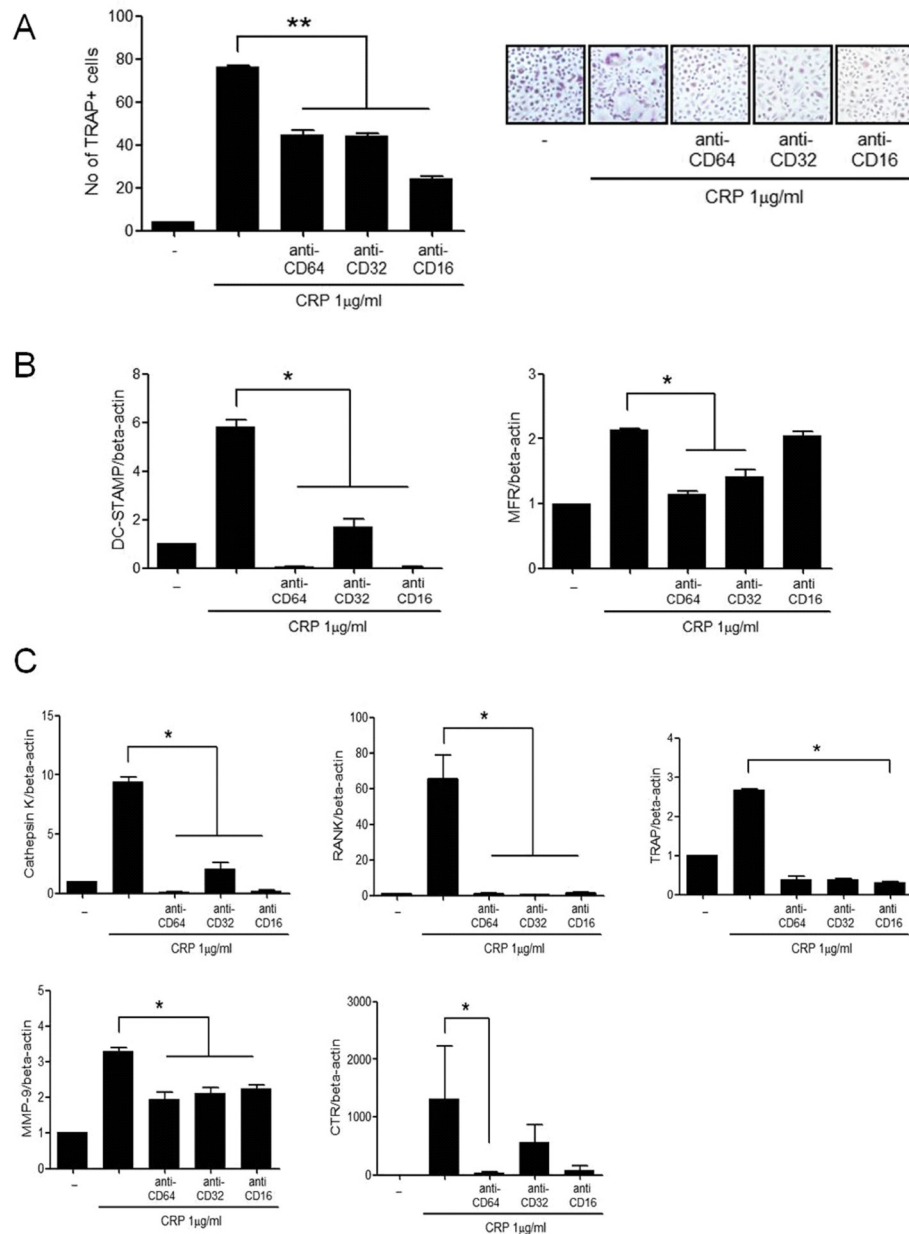 A
No of TRAP+ cells
100
80
60
40
20
0
**
-
anti-
CD64
anti-
CD32
anti-
CD16
CRP 1μg/ml
-
anti-
CD64
anti-
CD32
anti-
CD16
CRP 1μg/ml
B
DC-STAMP/beta-actin
8
6
4
2
0
*
–
anti-
CD64
anti-
CD32
anti
CD16
CRP 1μg/ml
MFR/beta-actin
3
2
1
0
*
–
anti-
CD64
anti-
CD32
anti
CD16
CRP 1μg/ml
C
Cathepsin K/beta-actin
15
10
5
0
*
–
anti-
CD64
anti-
CD32
anti
CD16
CRP 1μg/ml
RANK/beta-actin
100
80
60
40
20
0
*
–
anti-
CD64
anti-
CD32
anti
CD16
CRP 1μg/ml
TRAP/beta-actin
4
3
2
1
0
*
–
anti-
CD64
anti-
CD32
anti
CD16
CRP 1μg/ml
MMP-9/beta-actin
5
4
3
2
1
0
*
–
anti-
CD64
anti-
CD32
anti
CD16
CRP 1μg/ml
CTR/beta-actin
3000
2000
1000
0
*
–
anti-
CD64
anti-
CD32
anti
CD16
CRP 1μg/ml